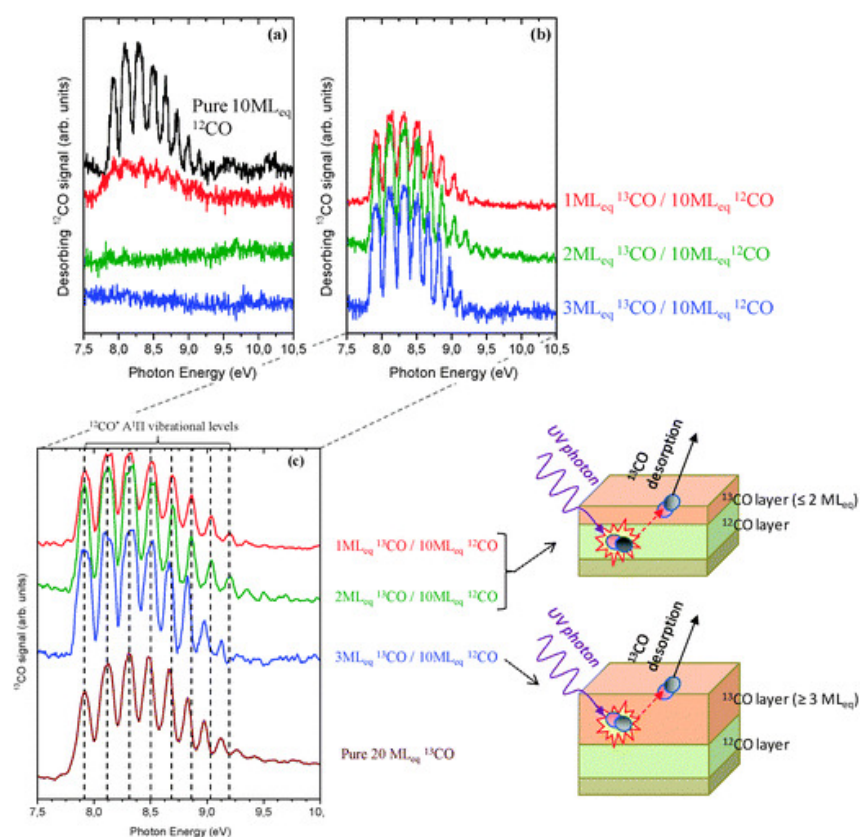 (a)
Pure 10ML_eq
¹²CO
Desorbing ¹²CO signal (arb. units)
7,5 8,0 8,5 9,0 9,5 10,0 10,5
Photon Energy (eV)
(b)
Desorbing ¹³CO signal (arb. units)
7,5 8,0 8,5 9,0 9,5 10,0 10,5
Photon Energy (eV)
1ML_eq ¹³CO / 10ML_eq ¹²CO
2ML_eq ¹³CO / 10ML_eq ¹²CO
3ML_eq ¹³CO / 10ML_eq ¹²CO
¹²CO* A¹Π vibrational levels
(c)
¹³CO signal (arb. units)
1ML_eq ¹³CO / 10ML_eq ¹²CO
2ML_eq ¹³CO / 10ML_eq ¹²CO
3ML_eq ¹³CO / 10ML_eq ¹²CO
Pure 20 ML_eq ¹³CO
7,5 8,0 8,5 9,0 9,5 10,
Photon Energy (eV)
UV photon
¹³CO
desorption
¹³CO layer (≤ 2 ML_eq)
¹²CO layer
UV photon
¹³CO
desorption
¹³CO layer (≥ 3 ML_eq)
¹²CO layer